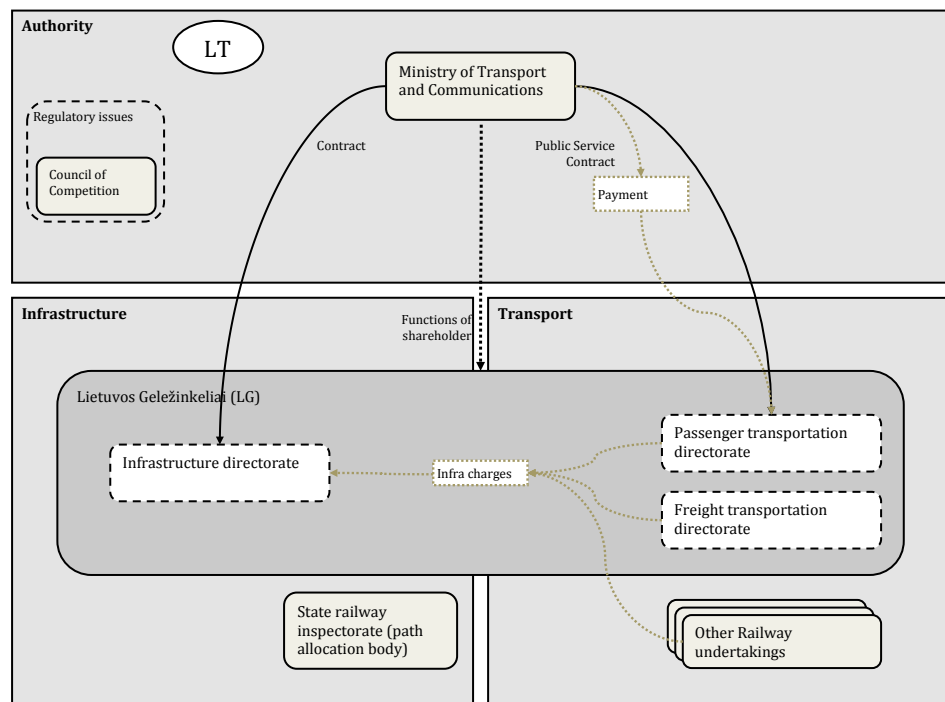 Authority
LT
Ministry of Transport
and Communications
Regulatory issues
Council of
Competition
Contract
Public Service
Contract
Payment
Infrastructure
Functions of
shareholder
Transport
Lietuvos Geležinkeliai (LG)
Infrastructure directorate
Infra charges
Passenger transportation
directorate
Freight transportation
directorate
State railway
inspectorate (path
allocation body)
Other Railway
undertakings